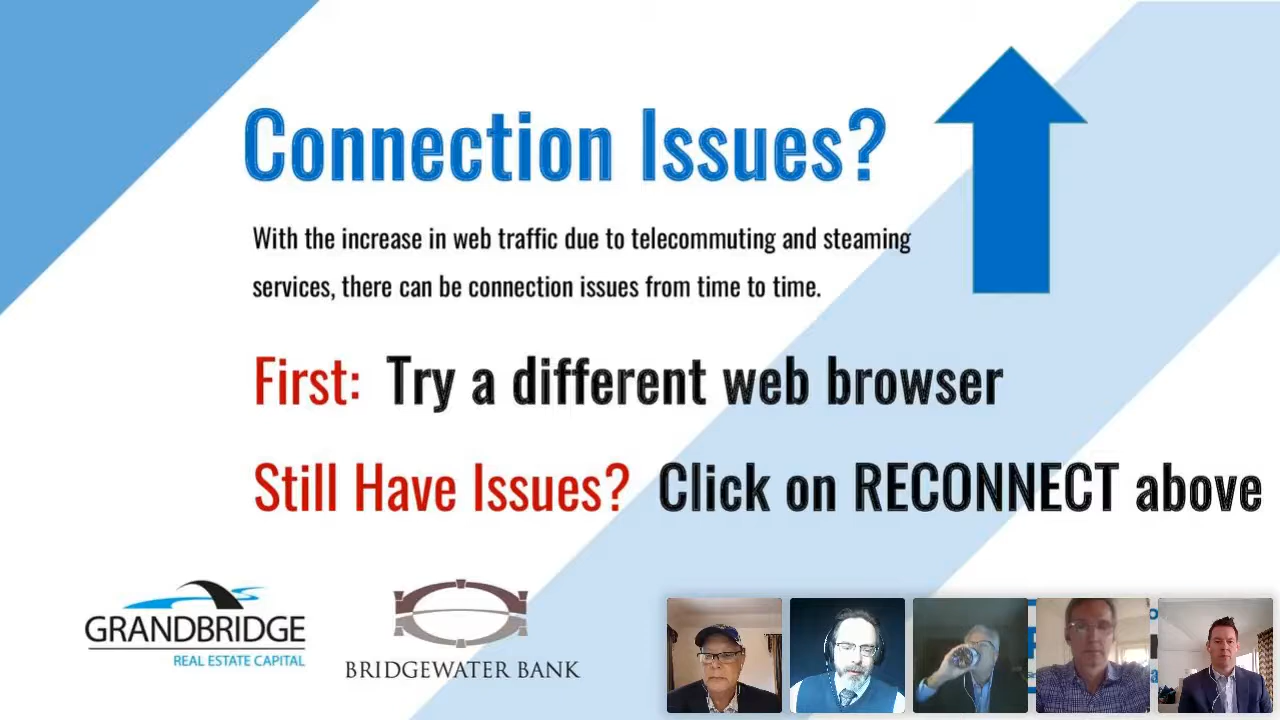 Connection Issues?
With the increase in web traffic due to telecommuting and steaming
services, there can be connection issues from time to time.
First: Try a different web browser
Still Have Issues? Click on RECONNECT above
GRANDBRIDGE
REAL ESTATE CAPITAL
BRIDGEWATER BANK